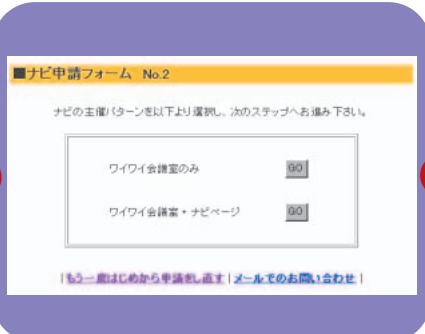 ■ナビ申請フォーム No.2
ナビの主催パターンを以下より選択し、次のステップへお進み下さい。
ワイワイ会議室のみ GO
ワイワイ会議室・ナビページ GO
|もう一度はじめから申請をし直す|メールでのお問い合わせ|